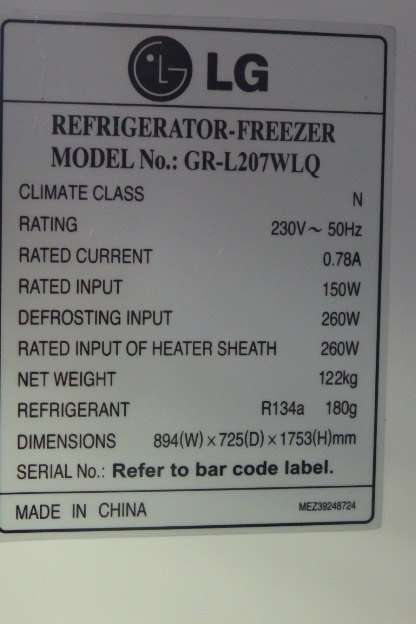 LG
REFRIGERATOR-FREEZER
MODEL No.: GR-L207WLQ
CLIMATE CLASS N
RATING 230V~ 50Hz
RATED CURRENT 0.78A
RATED INPUT 150W
DEFROSTING INPUT 260W
RATED INPUT OF HEATER SHEATH 260W
NET WEIGHT 122kg
REFRIGERANT R134a 180g
DIMENSIONS 894(W)×725(D)×1753(H)mm
SERIAL No.: Refer to bar code label.
MADE IN CHINA MEZ39248724